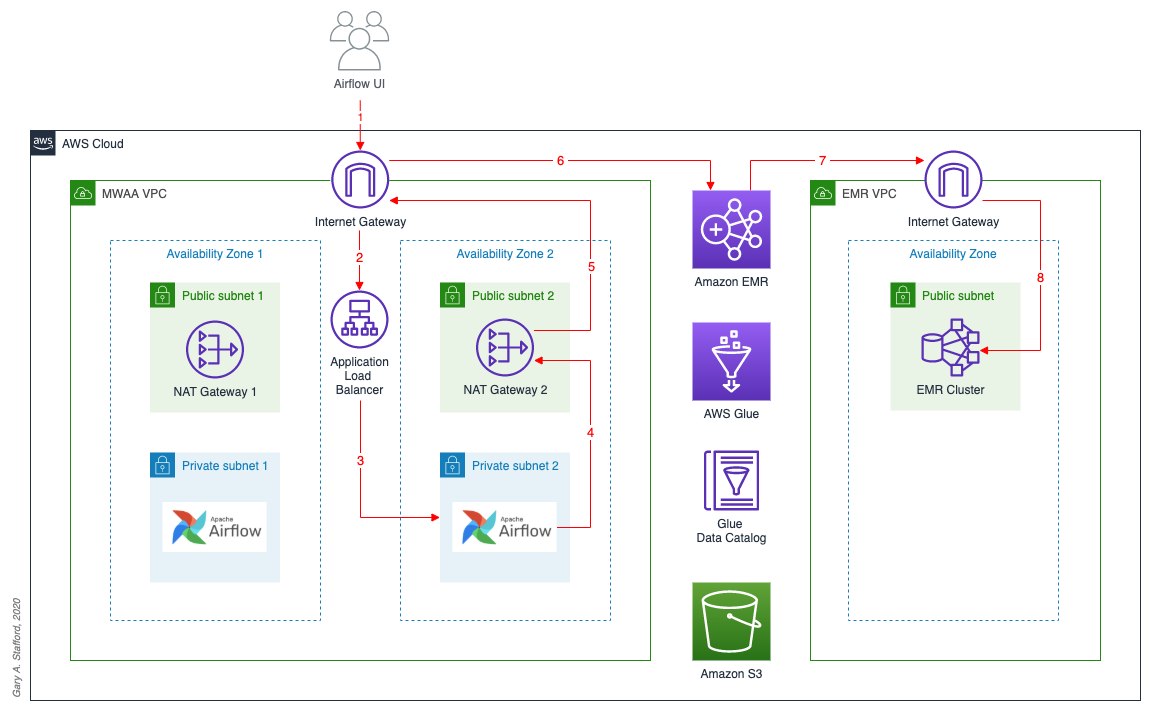 Airflow UI
1
aws
AWS Cloud
6
7
MWAA VPC
EMR VPC
Internet Gateway
Internet Gateway
Availability Zone 1
2
Availability Zone 2
5
Amazon EMR
Availability Zone
8
Public subnet 1
Public subnet 2
Public subnet
NAT Gateway 1
Application
Load
Balancer
NAT Gateway 2
EMR Cluster
AWS Glue
4
3
Private subnet 1
Private subnet 2
Apache
Airflow
Apache
Airflow
Glue
Data Catalog
Amazon S3
Gary A. Stafford, 2020